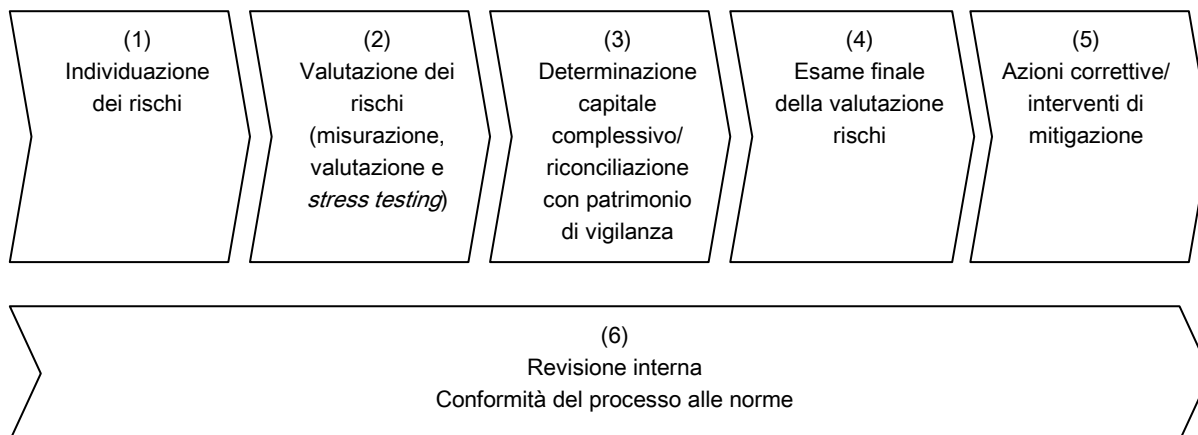 (1)
Individuazione
dei rischi
(2)
Valutazione dei
rischi
(misurazione,
valutazione e
stress testing)
(3)
Determinazione
capitale
complessivo/
riconciliazione
con patrimonio
di vigilanza
(4)
Esame finale
della valutazione
rischi
(5)
Azioni correttive/
interventi di
mitigazione
(6)
Revisione interna
Conformità del processo alle norme